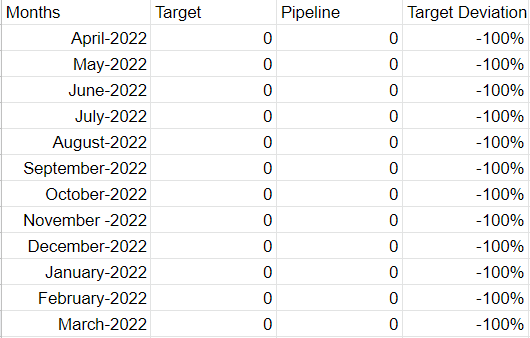 Months Target Pipeline Target Deviation
April-2022 0 0 -100%
May-2022 0 0 -100%
June-2022 0 0 -100%
July-2022 0 0 -100%
August-2022 0 0 -100%
September-2022 0 0 -100%
October-2022 0 0 -100%
November -2022 0 0 -100%
December-2022 0 0 -100%
January-2022 0 0 -100%
February-2022 0 0 -100%
March-2022 0 0 -100%